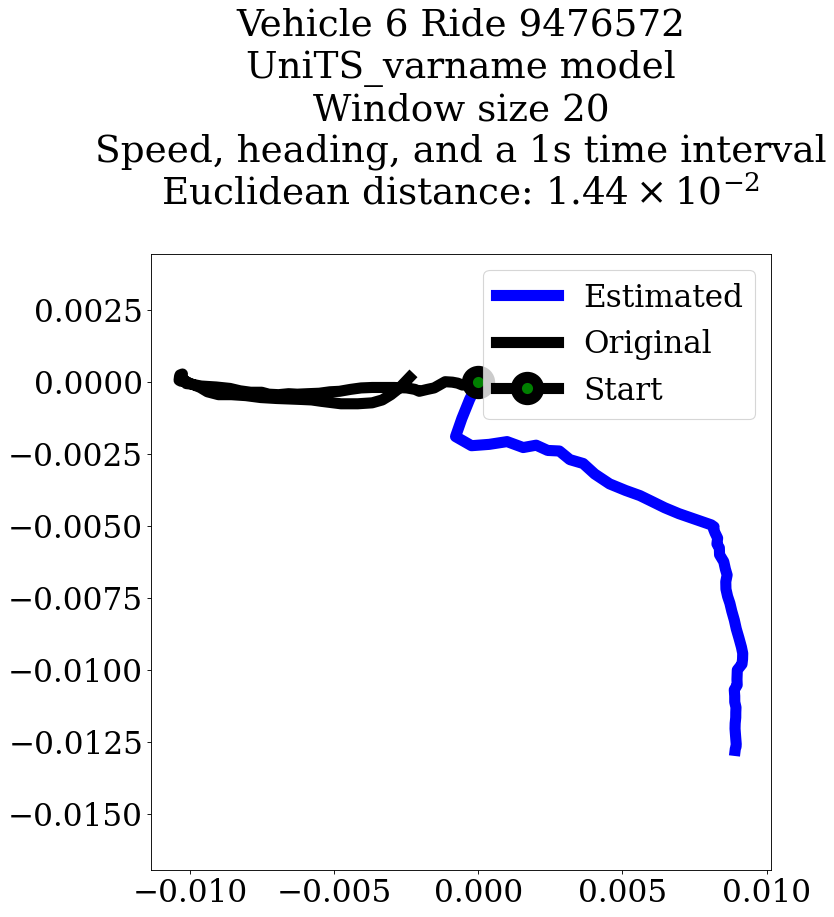 Vehicle 6 Ride 9476572
UniTS_varname model
Window size 20
Speed, heading, and a 1s time interval
Euclidean distance: 1.44 × 10⁻²
Estimated
Original
Start
0.0025
0.0000
−0.0025
−0.0050
−0.0075
−0.0100
−0.0125
−0.0150
−0.010 −0.005 0.000 0.005 0.010